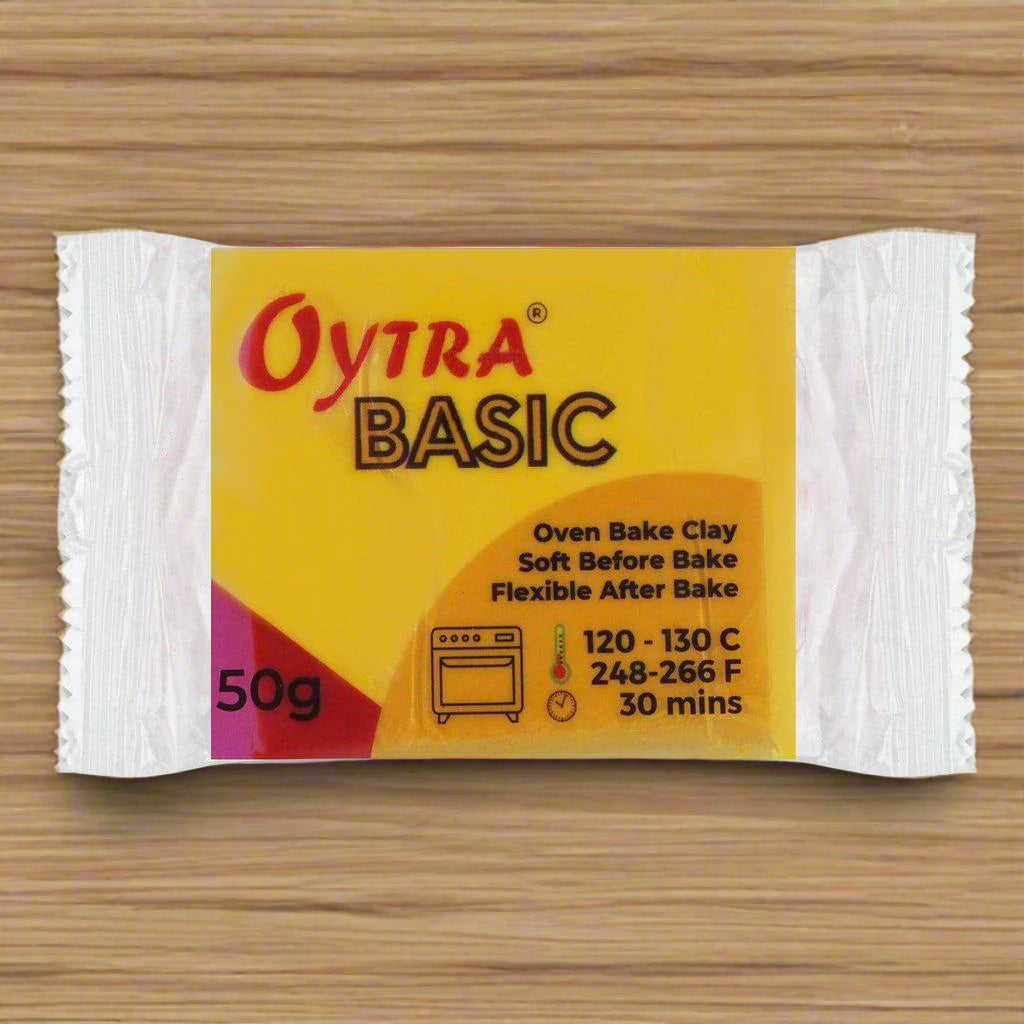 OYTRA®
BASIC
Oven Bake Clay
Soft Before Bake
Flexible After Bake
120 - 130 C
248-266 F
30 mins
50g